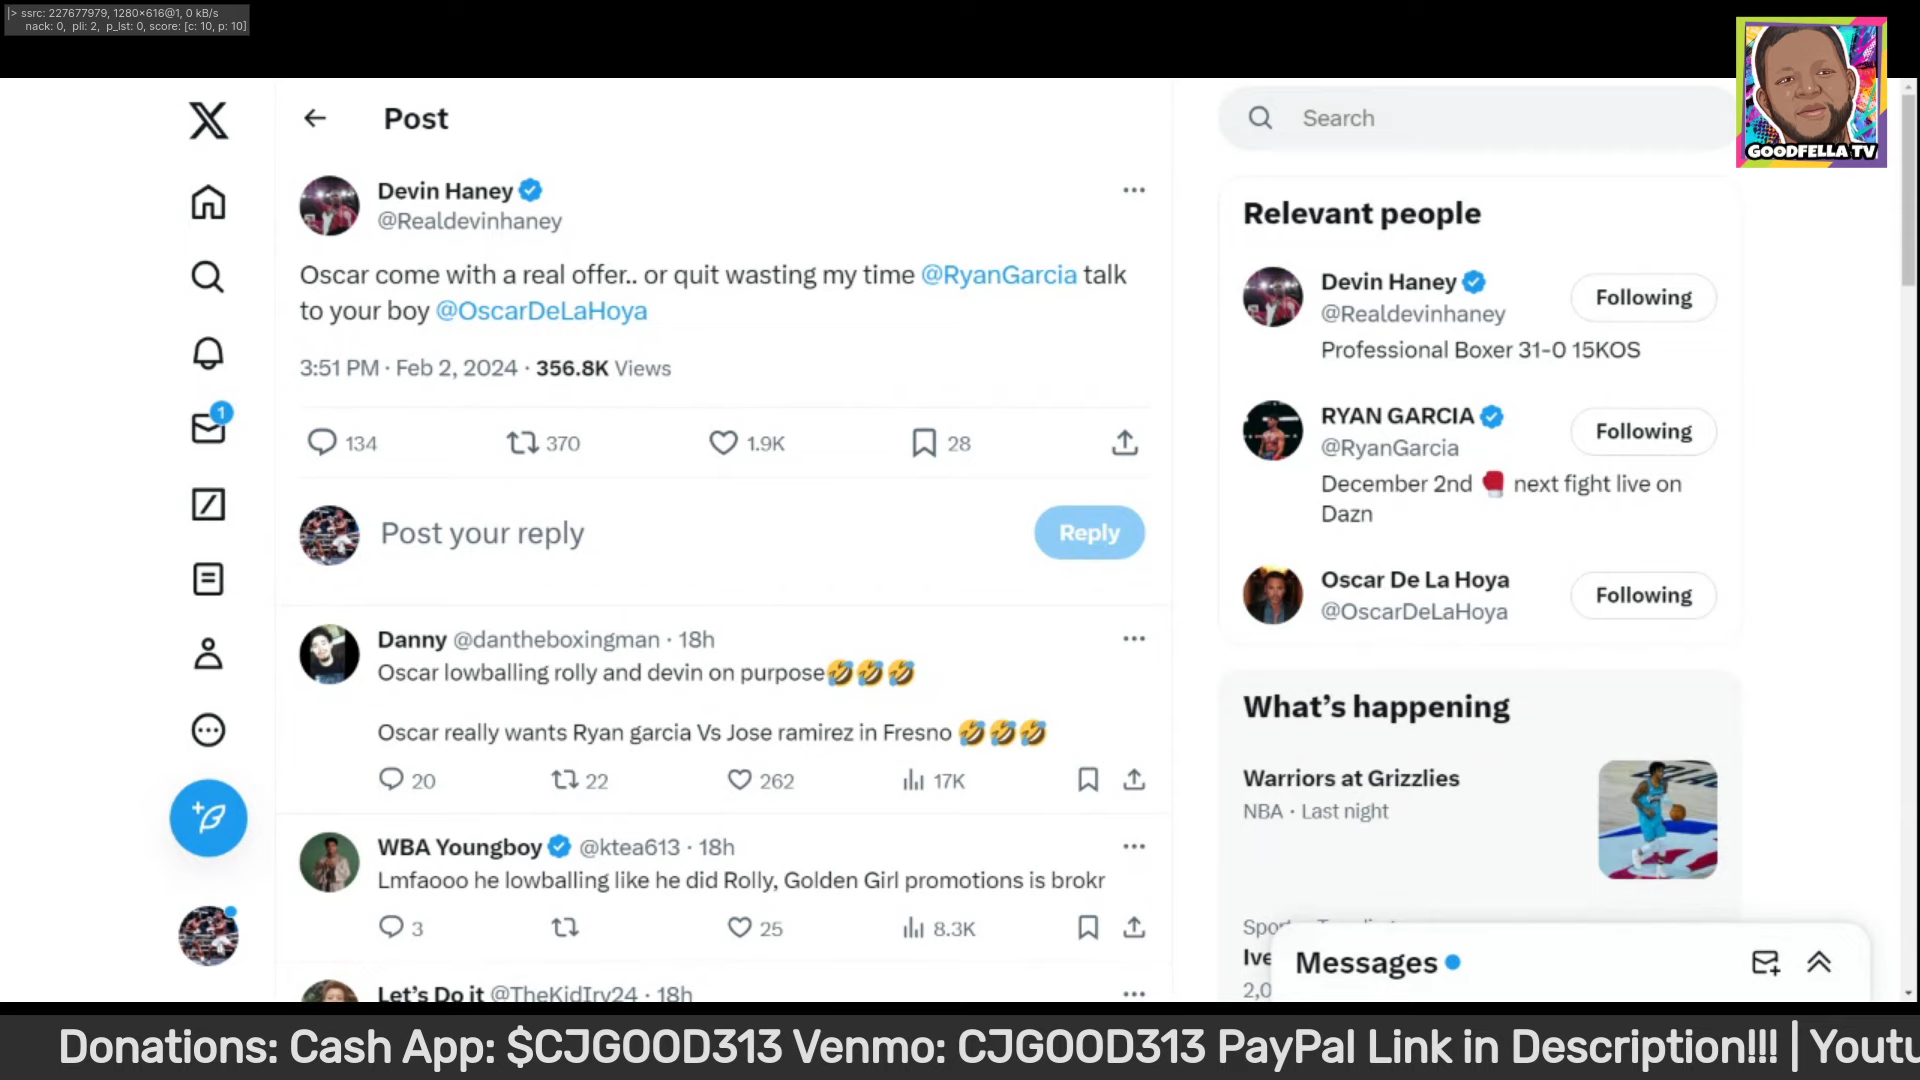 |> ssrc: 227677979, 1280×616@1, 0 kB/s
nack: 0, pli: 2, p_lst: 0, score: [c: 10, p: 10]
GOODFELLA TV
Post
Search
Devin Haney
@Realdevinhaney
Oscar come with a real offer.. or quit wasting my time @RyanGarcia talk
to your boy @OscarDeLaHoya
3:51 PM · Feb 2, 2024 · 356.8K Views
134 370 1.9K 28
Post your reply
Reply
Danny @dantheboxingman · 18h
Oscar lowballing rolly and devin on purpose🤣🤣🤣
Oscar really wants Ryan garcia Vs Jose ramirez in Fresno 🤣🤣🤣
20 22 262 17K
WBA Youngboy @ktea613 · 18h
Lmfaooo he lowballing like he did Rolly, Golden Girl promotions is brokr
3 25 8.3K
Let's Do it @TheKidIrv24 · 18h
1
Relevant people
Devin Haney
@Realdevinhaney
Following
Professional Boxer 31-0 15KOS
RYAN GARCIA
@RyanGarcia
Following
December 2nd 🥊 next fight live on
Dazn
Oscar De La Hoya
@OscarDeLaHoya
Following
What's happening
Warriors at Grizzlies
NBA · Last night
Ive
2,0
Messages
Donations: Cash App: $CJGOOD313 Venmo: CJGOOD313 PayPal Link in Description!!! | Youtu